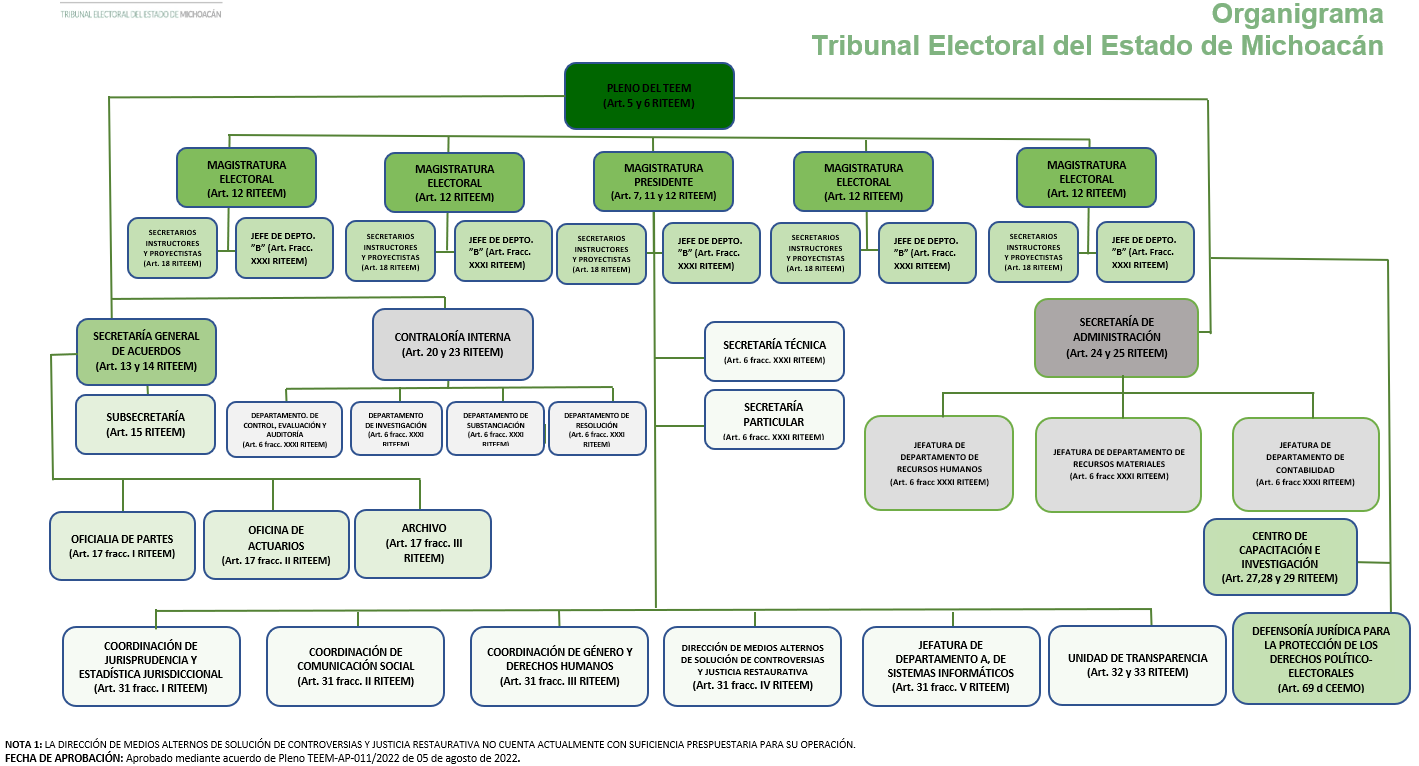 TRIBUNAL ELECTORAL DEL ESTADO DE MICHOACÁN
Organigrama
Tribunal Electoral del Estado de Michoacán
PLENO DEL TEEM
(Art. 5 y 6 RITEEM)
MAGISTRATURA
ELECTORAL
(Art. 12 RITEEM)
MAGISTRATURA
ELECTORAL
(Art. 12 RITEEM)
MAGISTRATURA
PRESIDENTE
(Art. 7, 11 y 12 RITEEM)
MAGISTRATURA
ELECTORAL
(Art. 12 RITEEM)
MAGISTRATURA
ELECTORAL
(Art. 12 RITEEM)
SECRETARIOS
INSTRUCTORES
Y PROYECTISTAS
(Art. 18 RITEEM)
JEFE DE DEPTO.
"B" (Art. Fracc.
XXXI RITEEM)
SECRETARIOS
INSTRUCTORES
Y PROYECTISTAS
(Art. 18 RITEEM)
JEFE DE DEPTO.
"B" (Art. Fracc.
XXXI RITEEM)
SECRETARIOS
INSTRUCTORES
Y PROYECTISTAS
(Art. 18 RITEEM)
JEFE DE DEPTO.
"B" (Art. Fracc.
XXXI RITEEM)
SECRETARIOS
INSTRUCTORES
Y PROYECTISTAS
(Art. 18 RITEEM)
JEFE DE DEPTO.
"B" (Art. Fracc.
XXXI RITEEM)
SECRETARIOS
INSTRUCTORES
Y PROYECTISTAS
(Art. 18 RITEEM)
JEFE DE DEPTO.
"B" (Art. Fracc.
XXXI RITEEM)
SECRETARÍA GENERAL
DE ACUERDOS
(Art. 13 y 14 RITEEM)
CONTRALORÍA INTERNA
(Art. 20 y 23 RITEEM)
SECRETARÍA TÉCNICA
(Art. 6 fracc. XXXI RITEEM)
SECRETARÍA DE
ADMINISTRACIÓN
(Art. 24 y 25 RITEEM)
SUBSECRETARÍA
(Art. 15 RITEEM)
DEPARTAMENTO. DE
CONTROL, EVALUACIÓN Y
AUDITORÍA
(Art. 6 fracc. XXXI RITEEM)
DEPARTAMENTO
DE INVESTIGACIÓN
(Art. 6 fracc. XXXI
RITEEM)
DEPARTAMENTO DE
SUBSTANCIACIÓN
(Art. 6 fracc. XXXI
RITEEM)
DEPARTAMENTO DE
RESOLUCIÓN
(Art. 6 fracc. XXXI
RITEEM)
SECRETARÍA
PARTICULAR
(Art. 6 fracc. XXXI RITEEM)
JEFATURA DE
DEPARTAMENTO DE
RECURSOS HUMANOS
(Art. 6 fracc XXXI RITEEM)
JEFATURA DE DEPARTAMENTO DE
RECURSOS MATERIALES
(Art. 6 fracc XXXI RITEEM)
JEFATURA DE
DEPARTAMENTO DE
CONTABILIDAD
(Art. 6 fracc XXXI RITEEM)
OFICIALIA DE PARTES
(Art. 17 fracc. I RITEEM)
OFICINA DE
ACTUARIOS
(Art. 17 fracc. II RITEEM)
ARCHIVO
(Art. 17 fracc. III
RITEEM)
CENTRO DE
CAPACITACIÓN E
INVESTIGACIÓN
(Art. 27,28 y 29 RITEEM)
COORDINACIÓN DE
JURISPRUDENCIA Y
ESTADÍSTICA JURISDICCIONAL
(Art. 31 fracc. I RITEEM)
COORDINACIÓN DE
COMUNICACIÓN SOCIAL
(Art. 31 fracc. II RITEEM)
COORDINACIÓN DE GÉNERO Y
DERECHOS HUMANOS
(Art. 31 fracc. III RITEEM)
DIRECCIÓN DE MEDIOS ALTERNOS
DE SOLUCIÓN DE CONTROVERSIAS
Y JUSTICIA RESTAURATIVA
(Art. 31 fracc. IV RITEEM)
JEFATURA DE
DEPARTAMENTO A, DE
SISTEMAS INFORMÁTICOS
(Art. 31 fracc. V RITEEM)
UNIDAD DE TRANSPARENCIA
(Art. 32 y 33 RITEEM)
DEFENSORÍA JURÍDICA PARA
LA PROTECCIÓN DE LOS
DERECHOS POLÍTICO-
ELECTORALES
(Art. 69 d CEEMO)
NOTA 1: LA DIRECCIÓN DE MEDIOS ALTERNOS DE SOLUCIÓN DE CONTROVERSIAS Y JUSTICIA RESTAURATIVA NO CUENTA ACTUALMENTE CON SUFICIENCIA PRESPUESTARIA PARA SU OPERACIÓN.
FECHA DE APROBACIÓN: Aprobado mediante acuerdo de Pleno TEEM-AP-011/2022 de 05 de agosto de 2022.